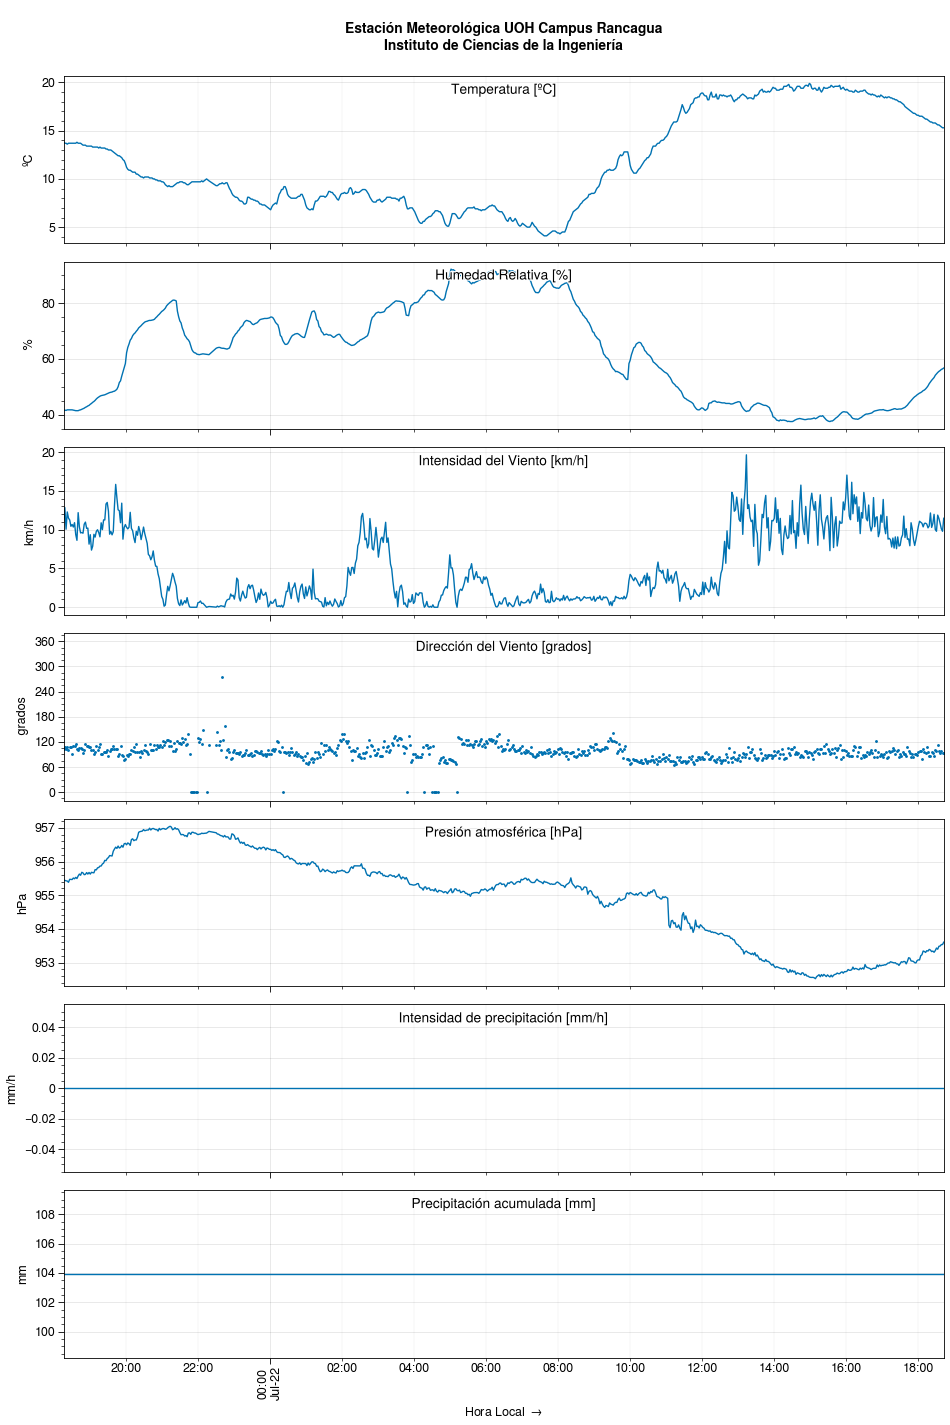 Estación Meteorológica UOH Campus Rancagua
Instituto de Ciencias de la Ingeniería
Temperatura [ºC]
20
15
10
5
ºC
Humedad Relativa [%]
80
60
40
%
Intensidad del Viento [km/h]
20
15
10
5
0
km/h
Dirección del Viento [grados]
360
300
240
180
120
60
0
grados
Presión atmosférica [hPa]
957
956
955
954
953
hPa
Intensidad de precipitación [mm/h]
0.04
0.02
0
−0.02
−0.04
mm/h
Precipitación acumulada [mm]
108
106
104
102
100
mm
20:00 22:00 00:00 02:00 04:00 06:00 08:00 10:00 12:00 14:00 16:00 18:00
Jul-22
Hora Local →